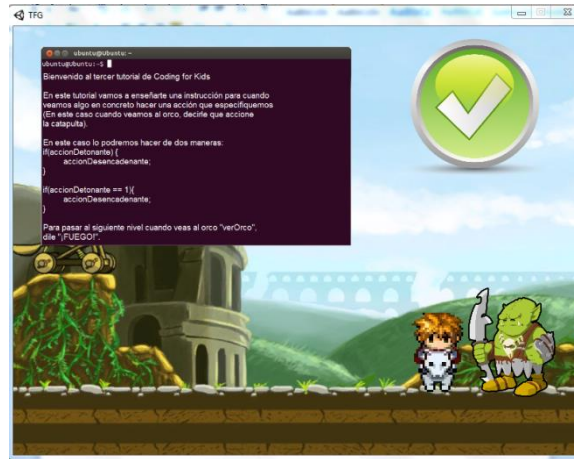 TFG
ubuntu@Ubuntu: ~
ubuntu@Ubuntu:~$
Bienvenido al tercer tutorial de Coding for Kids
En este tutorial vamos a enseñarte una instrucción para cuando
veamos algo en concreto hacer una acción que especifiquemos
(En este caso cuando veamos al orco, decirle que accione
la catapulta).
En este caso lo podremos hacer de dos maneras:
if(accionDetonante) {
accionDesencadenante;
}
if(accionDetonante == 1){
accionDesencadenante;
}
Para pasar al siguiente nivel cuando veas al orco "verOrco",
dile "¡FUEGO!".